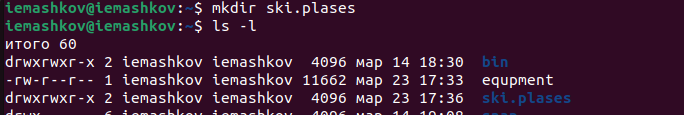 iemashkov@iemashkov:~$ mkdir ski.plases
iemashkov@iemashkov:~$ ls -l
итого 60
drwxrwxr-x 2 iemashkov iemashkov  4096 мар 14 18:30  bin
-rw-r--r-- 1 iemashkov iemashkov 11662 мар 23 17:33  equpment
drwxrwxr-x 2 iemashkov iemashkov  4096 мар 23 17:36  ski.plases